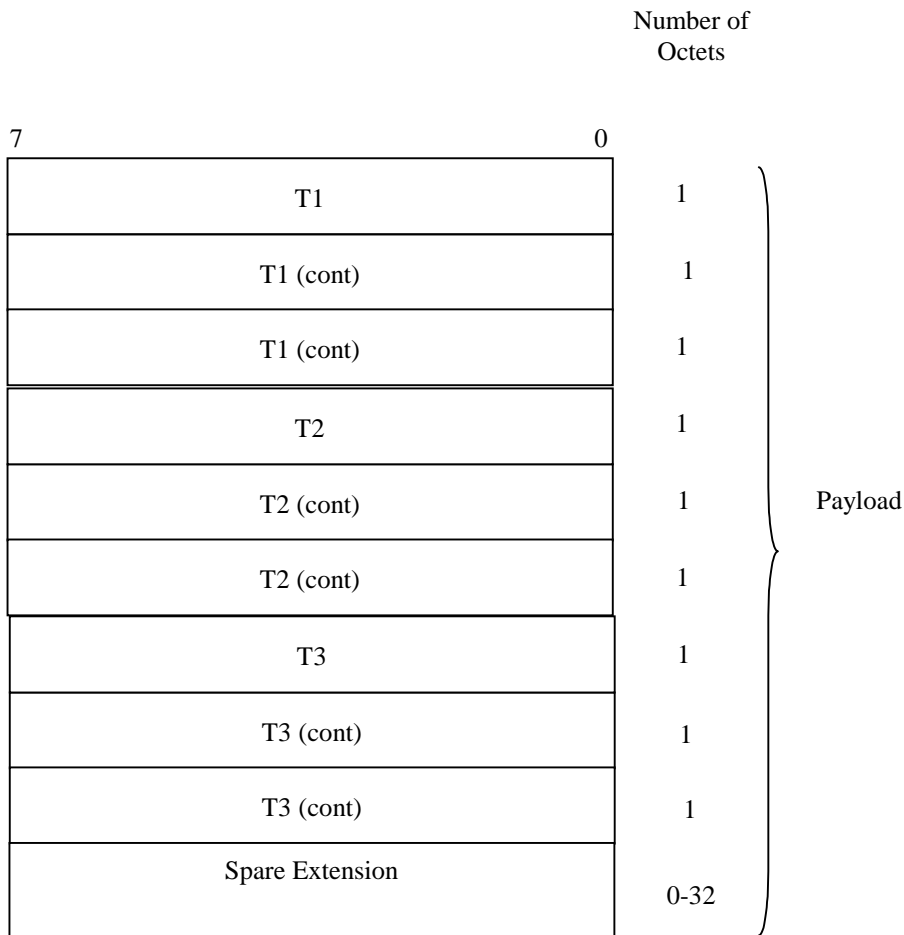 Number of
Octets
7 0
T1 1
T1 (cont) 1
T1 (cont) 1
T2 1
T2 (cont) 1
Payload
T2 (cont) 1
T3 1
T3 (cont) 1
T3 (cont) 1
Spare Extension
0-32